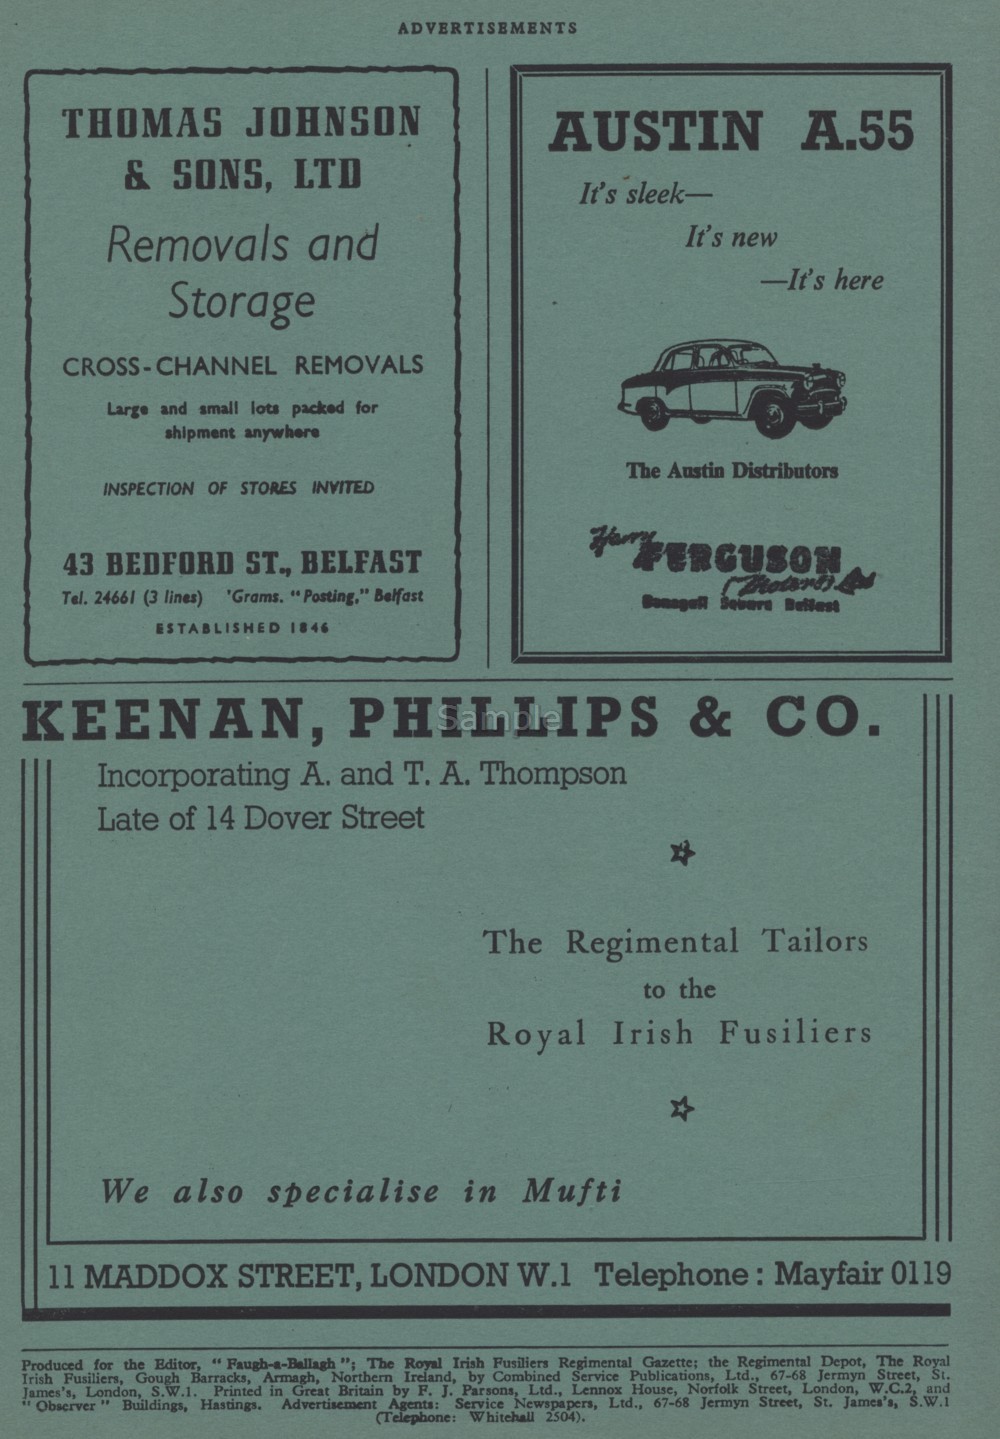 ADVERTISEMENTS
THOMAS JOHNSON
& SONS, LTD
Removals and
Storage
CROSS-CHANNEL REMOVALS
Large and small lots packed for
shipment anywhere
INSPECTION OF STORES INVITED
43 BEDFORD ST., BELFAST
Tel. 24661 (3 lines) 'Grams. "Posting," Belfast
ESTABLISHED 1846
AUSTIN A.55
It's sleek—
It's new
—It's here
The Austin Distributors
Harry
FERGUSON
(Motors) Ltd
Donegall Square Belfast
KEENAN, PHILLIPS & CO.
Sample
Incorporating A. and T. A. Thompson
Late of 14 Dover Street
The Regimental Tailors
to the
Royal Irish Fusiliers
We also specialise in Mufti
11 MADDOX STREET, LONDON W.1 Telephone : Mayfair 0119
Produced for the Editor, " Faugh-a-Ballagh "; The Royal Irish Fusiliers Regimental Gazette; the Regimental Depot, The Royal
Irish Fusiliers, Gough Barracks, Armagh, Northern Ireland, by Combined Service Publications, Ltd., 67-68 Jermyn Street, St.
James's, London, S.W.1. Printed in Great Britain by F. J. Parsons, Ltd., Lennox House, Norfolk Street, London, W.C.2, and
" Observer " Buildings, Hastings. Advertisement Agents: Service Newspapers, Ltd., 67-68 Jermyn Street, St. James's, S.W.1
(Telephone: Whitehall 2504).